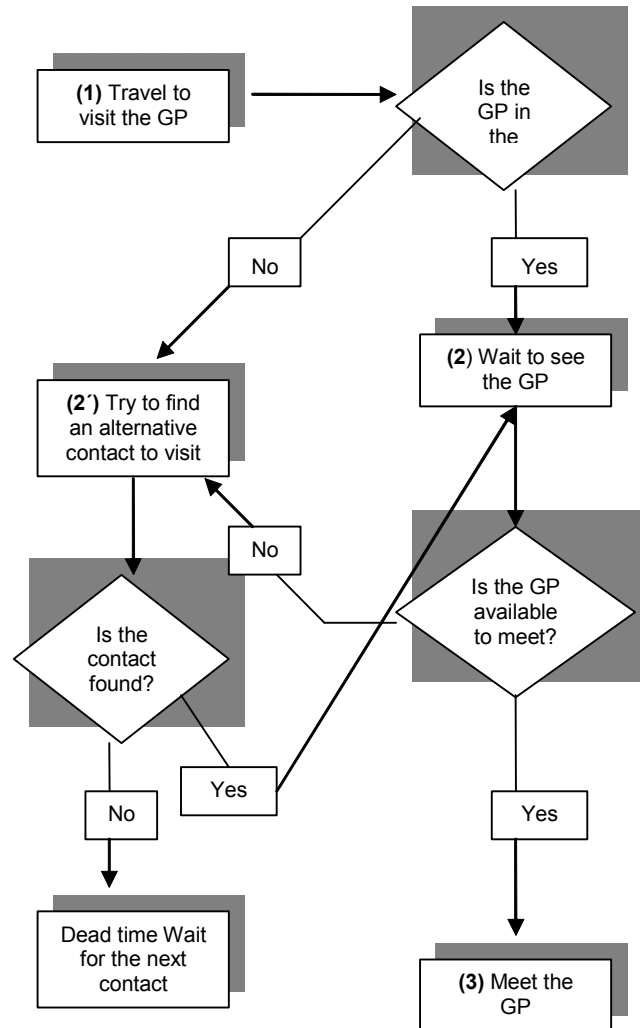 (1) Travel to
visit the GP
Is the
GP in
the
No
Yes
(2) Wait to see
the GP
(2´) Try to find
an alternative
contact to visit
No
Is the GP
available
to meet?
Is the
contact
found?
Yes
No
Yes
Dead time Wait
for the next
contact
(3) Meet the
GP